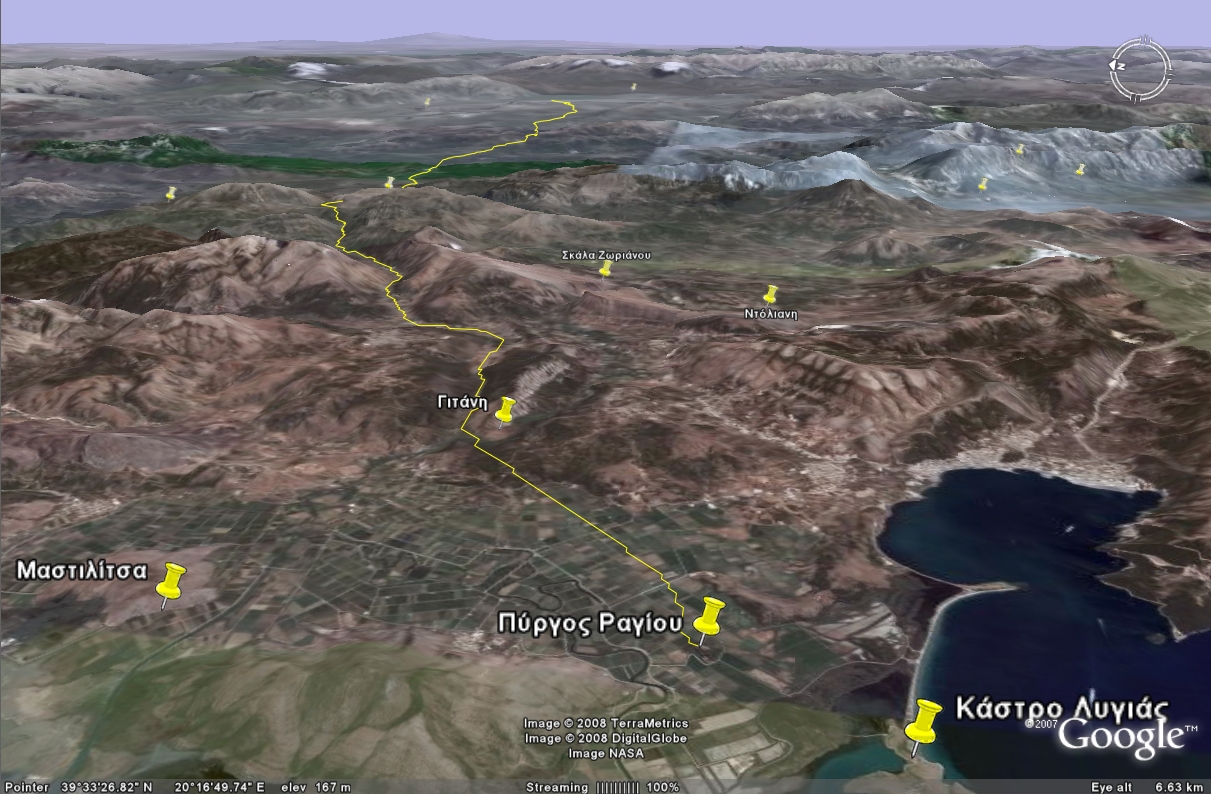 N
Σκάλα Ζωριάνου
Ντόλιανη
Γιτάνη
Μαστιλίτσα
Πύργος Ραγίου
Κάστρο Λυγιάς
Image © 2008 TerraMetrics
Image © 2008 DigitalGlobe
Image NASA
© 2007 Google™
Pointer 39°33'26.82" N 20°16'49.74" E elev 167 m Streaming |||||||||| 100% Eye alt 6.63 km